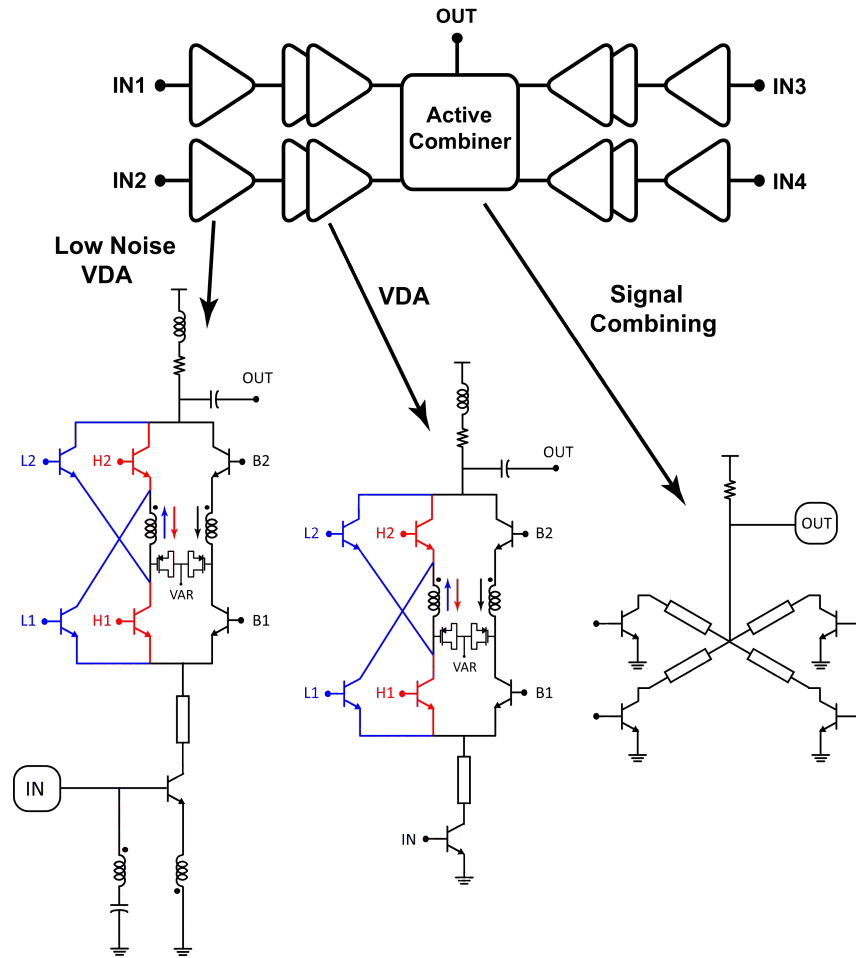 OUT
IN1
IN3
Active
Combiner
IN2
IN4
Low Noise
VDA
VDA
Signal
Combining
OUT
L2
H2
B2
VAR
L1
H1
B1
IN
OUT
L2
H2
B2
VAR
L1
H1
B1
IN
OUT